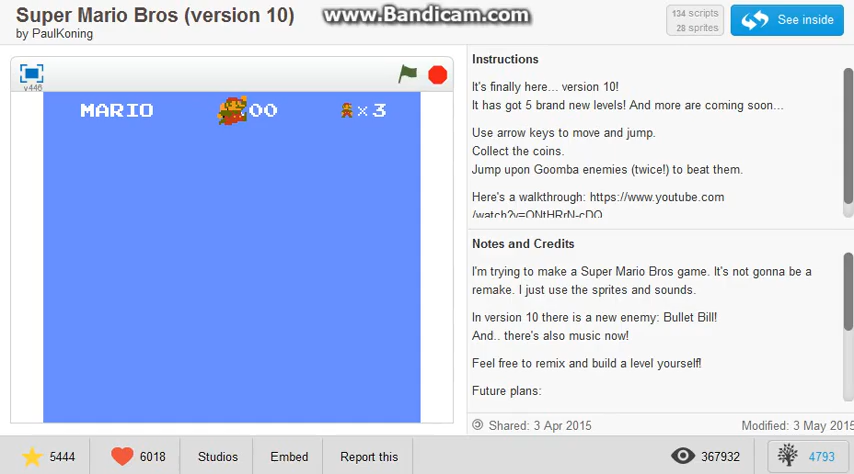 Super Mario Bros (version 10)
by PaulKoning
www.Bandicam.com
134 scripts
28 sprites
See inside
v446
MARIO 00 x 3
Instructions
It's finally here... version 10!
It has got 5 brand new levels! And more are coming soon...
Use arrow keys to move and jump.
Collect the coins.
Jump upon Goomba enemies (twice!) to beat them.
Here's a walkthrough: https://www.youtube.com
/watch?v=QNtHRrN-cDQ
Notes and Credits
I'm trying to make a Super Mario Bros game. It's not gonna be a
remake. I just use the sprites and sounds.
In version 10 there is a new enemy: Bullet Bill!
And.. there's also music now!
Feel free to remix and build a level yourself!
Future plans:
Shared: 3 Apr 2015 Modified: 3 May 2015
5444 6018 Studios Embed Report this 367932 4793